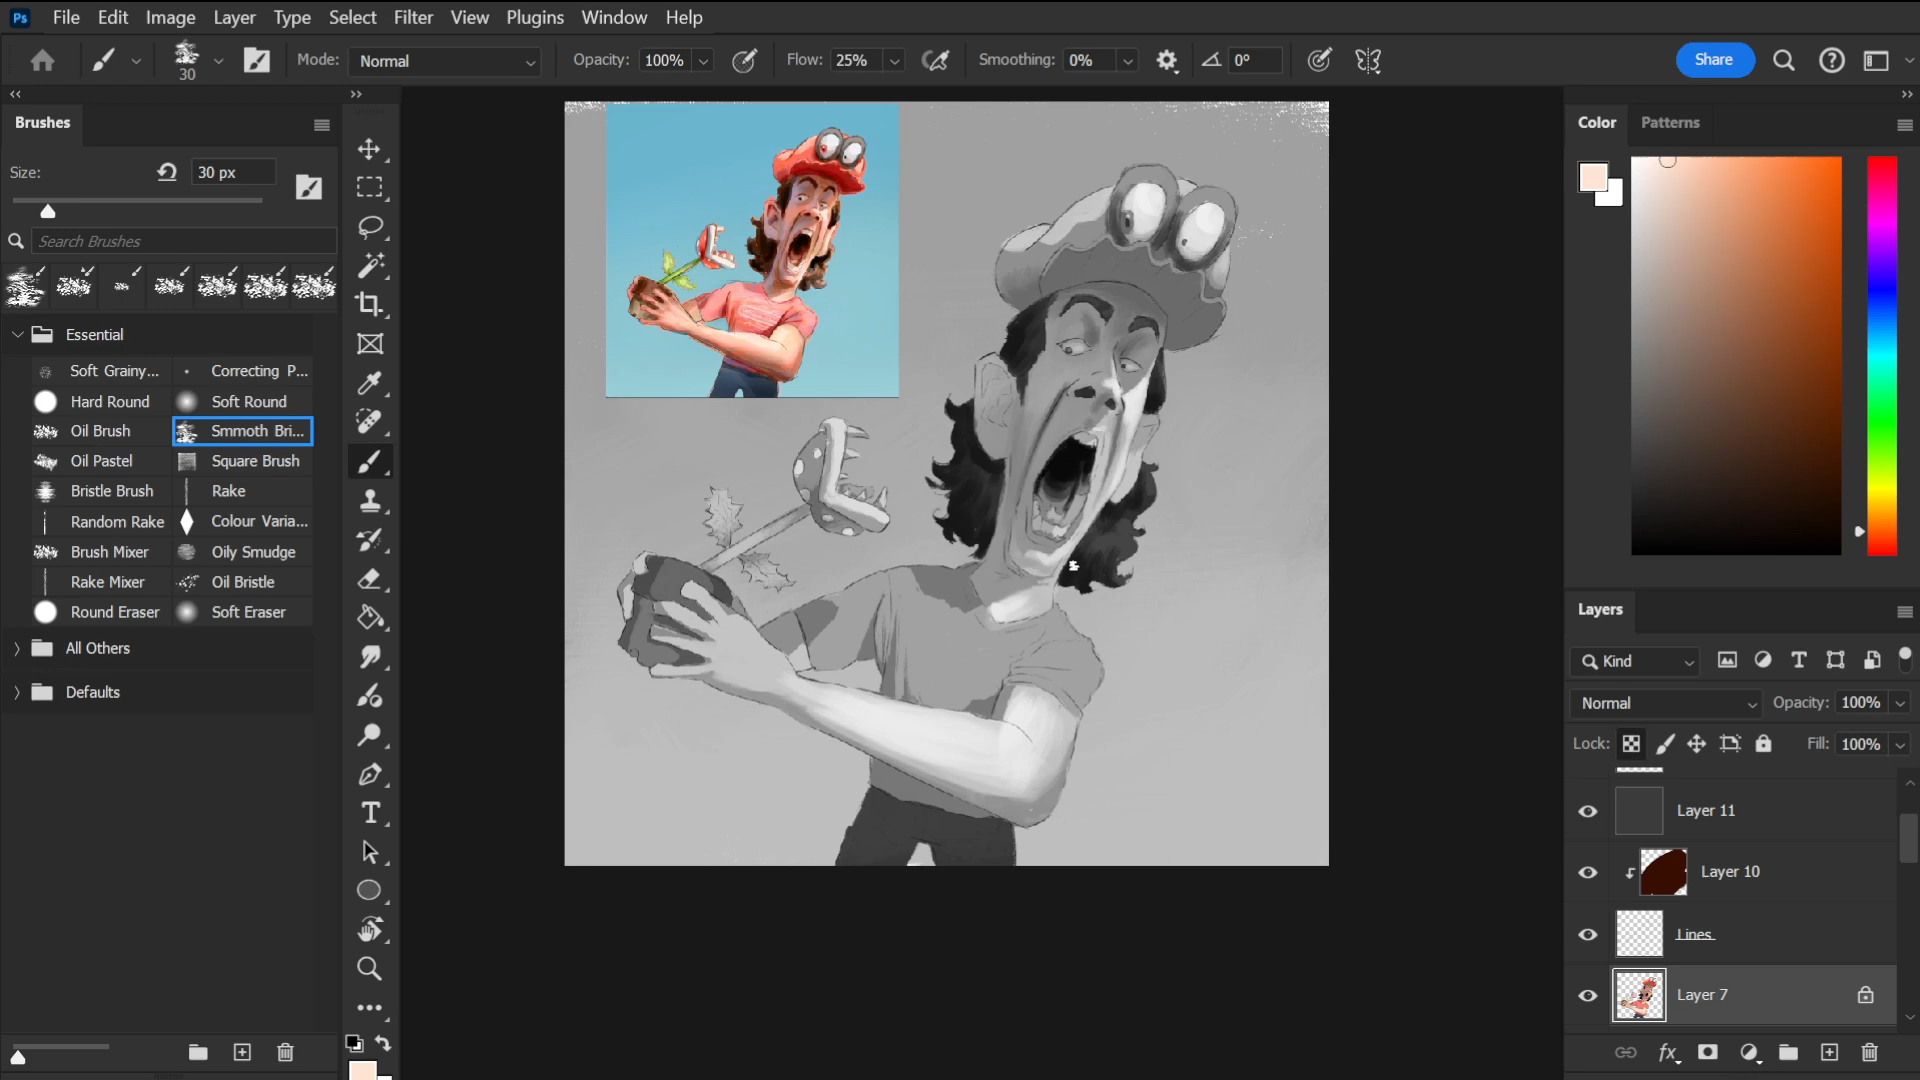 Ps File Edit Image Layer Type Select Filter View Plugins Window Help
30 Mode: Normal Opacity: 100% Flow: 25% Smoothing: 0% 0° Share
Brushes
Size: 30 px
Search Brushes
Essential
Soft Grainy... Correcting P...
Hard Round Soft Round
Oil Brush Smmoth Bri...
Oil Pastel Square Brush
Bristle Brush Rake
Random Rake Colour Varia...
Brush Mixer Oily Smudge
Rake Mixer Oil Bristle
Round Eraser Soft Eraser
All Others
Defaults
Color Patterns
Layers
Kind
Normal Opacity: 100%
Lock: Fill: 100%
Layer 11
Layer 10
Lines
Layer 7
fx